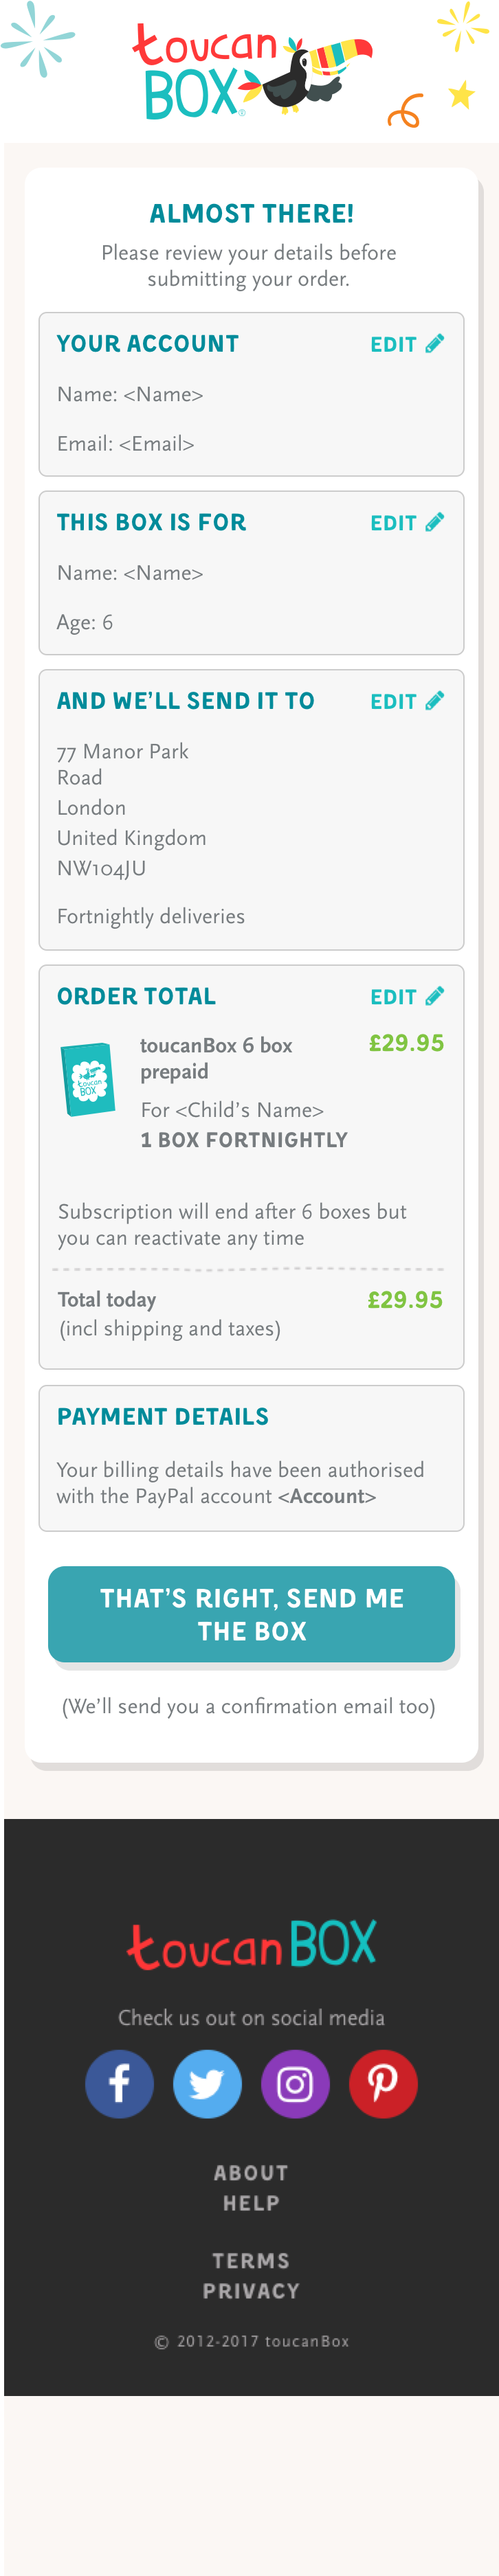 toucan
BOX®
ALMOST THERE!
Please review your details before
submitting your order.
YOUR ACCOUNT
EDIT
Name: <Name>
Email: <Email>
THIS BOX IS FOR
EDIT
Name: <Name>
Age: 6
AND WE'LL SEND IT TO
EDIT
77 Manor Park
Road
London
United Kingdom
NW104JU
Fortnightly deliveries
ORDER TOTAL
EDIT
toucan
BOX
toucanBox 6 box
prepaid
£29.95
For <Child's Name>
1 BOX FORTNIGHTLY
Subscription will end after 6 boxes but
you can reactivate any time
Total today
£29.95
(incl shipping and taxes)
PAYMENT DETAILS
Your billing details have been authorised
with the PayPal account <Account>
THAT'S RIGHT, SEND ME
THE BOX
(We'll send you a confirmation email too)
toucanBOX
Check us out on social media
ABOUT
HELP
TERMS
PRIVACY
© 2012-2017 toucanBox